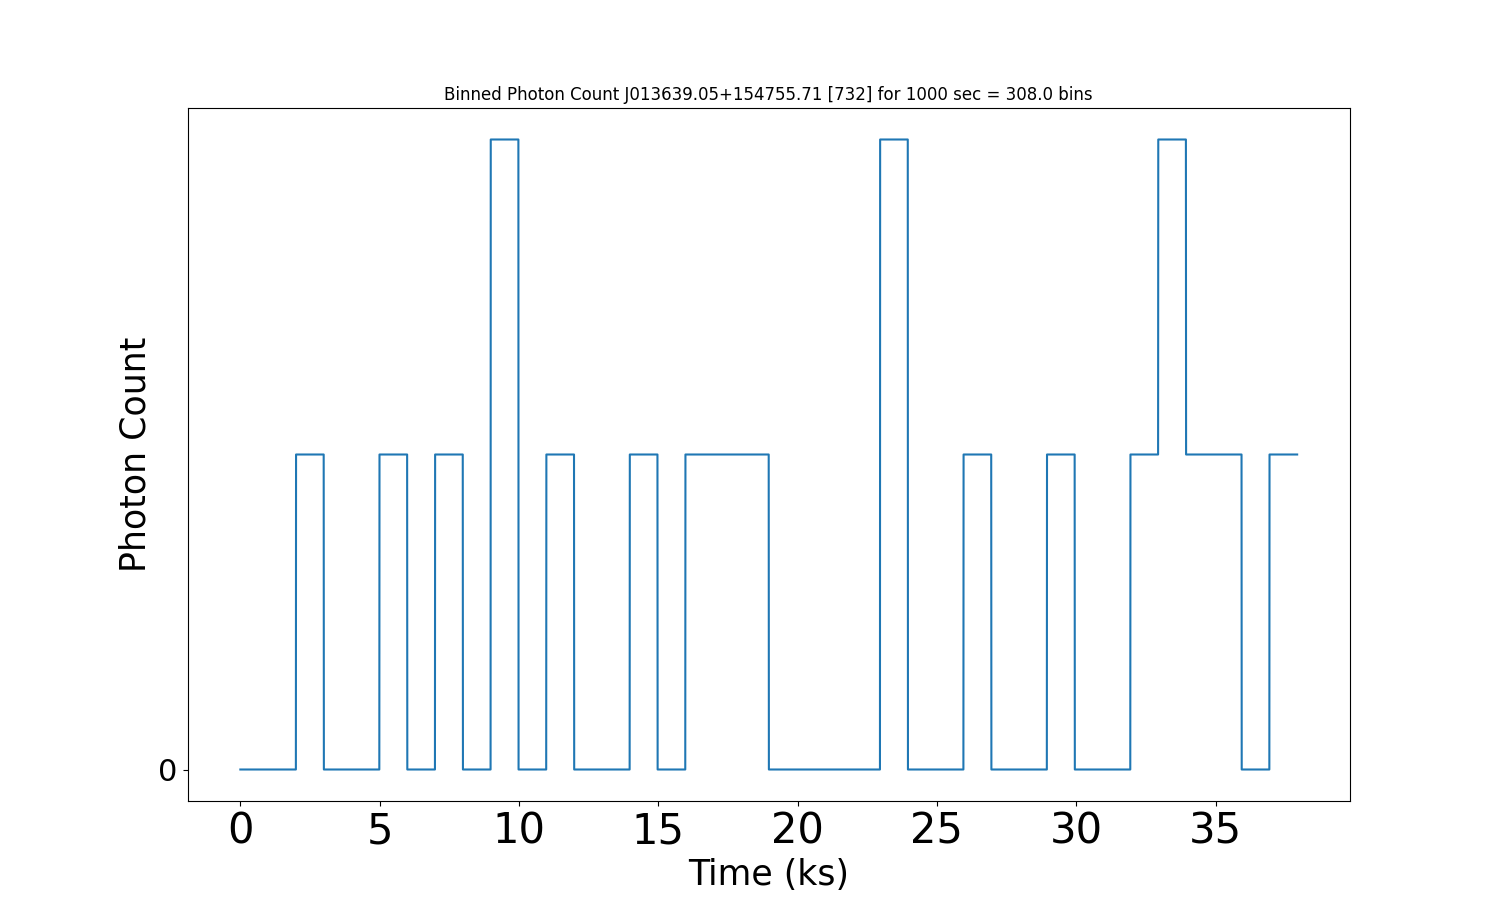 Binned Photon Count J013639.05+154755.71 [732] for 1000 sec = 308.0 bins
Photon Count
0
0 5 10 15 20 25 30 35
Time (ks)